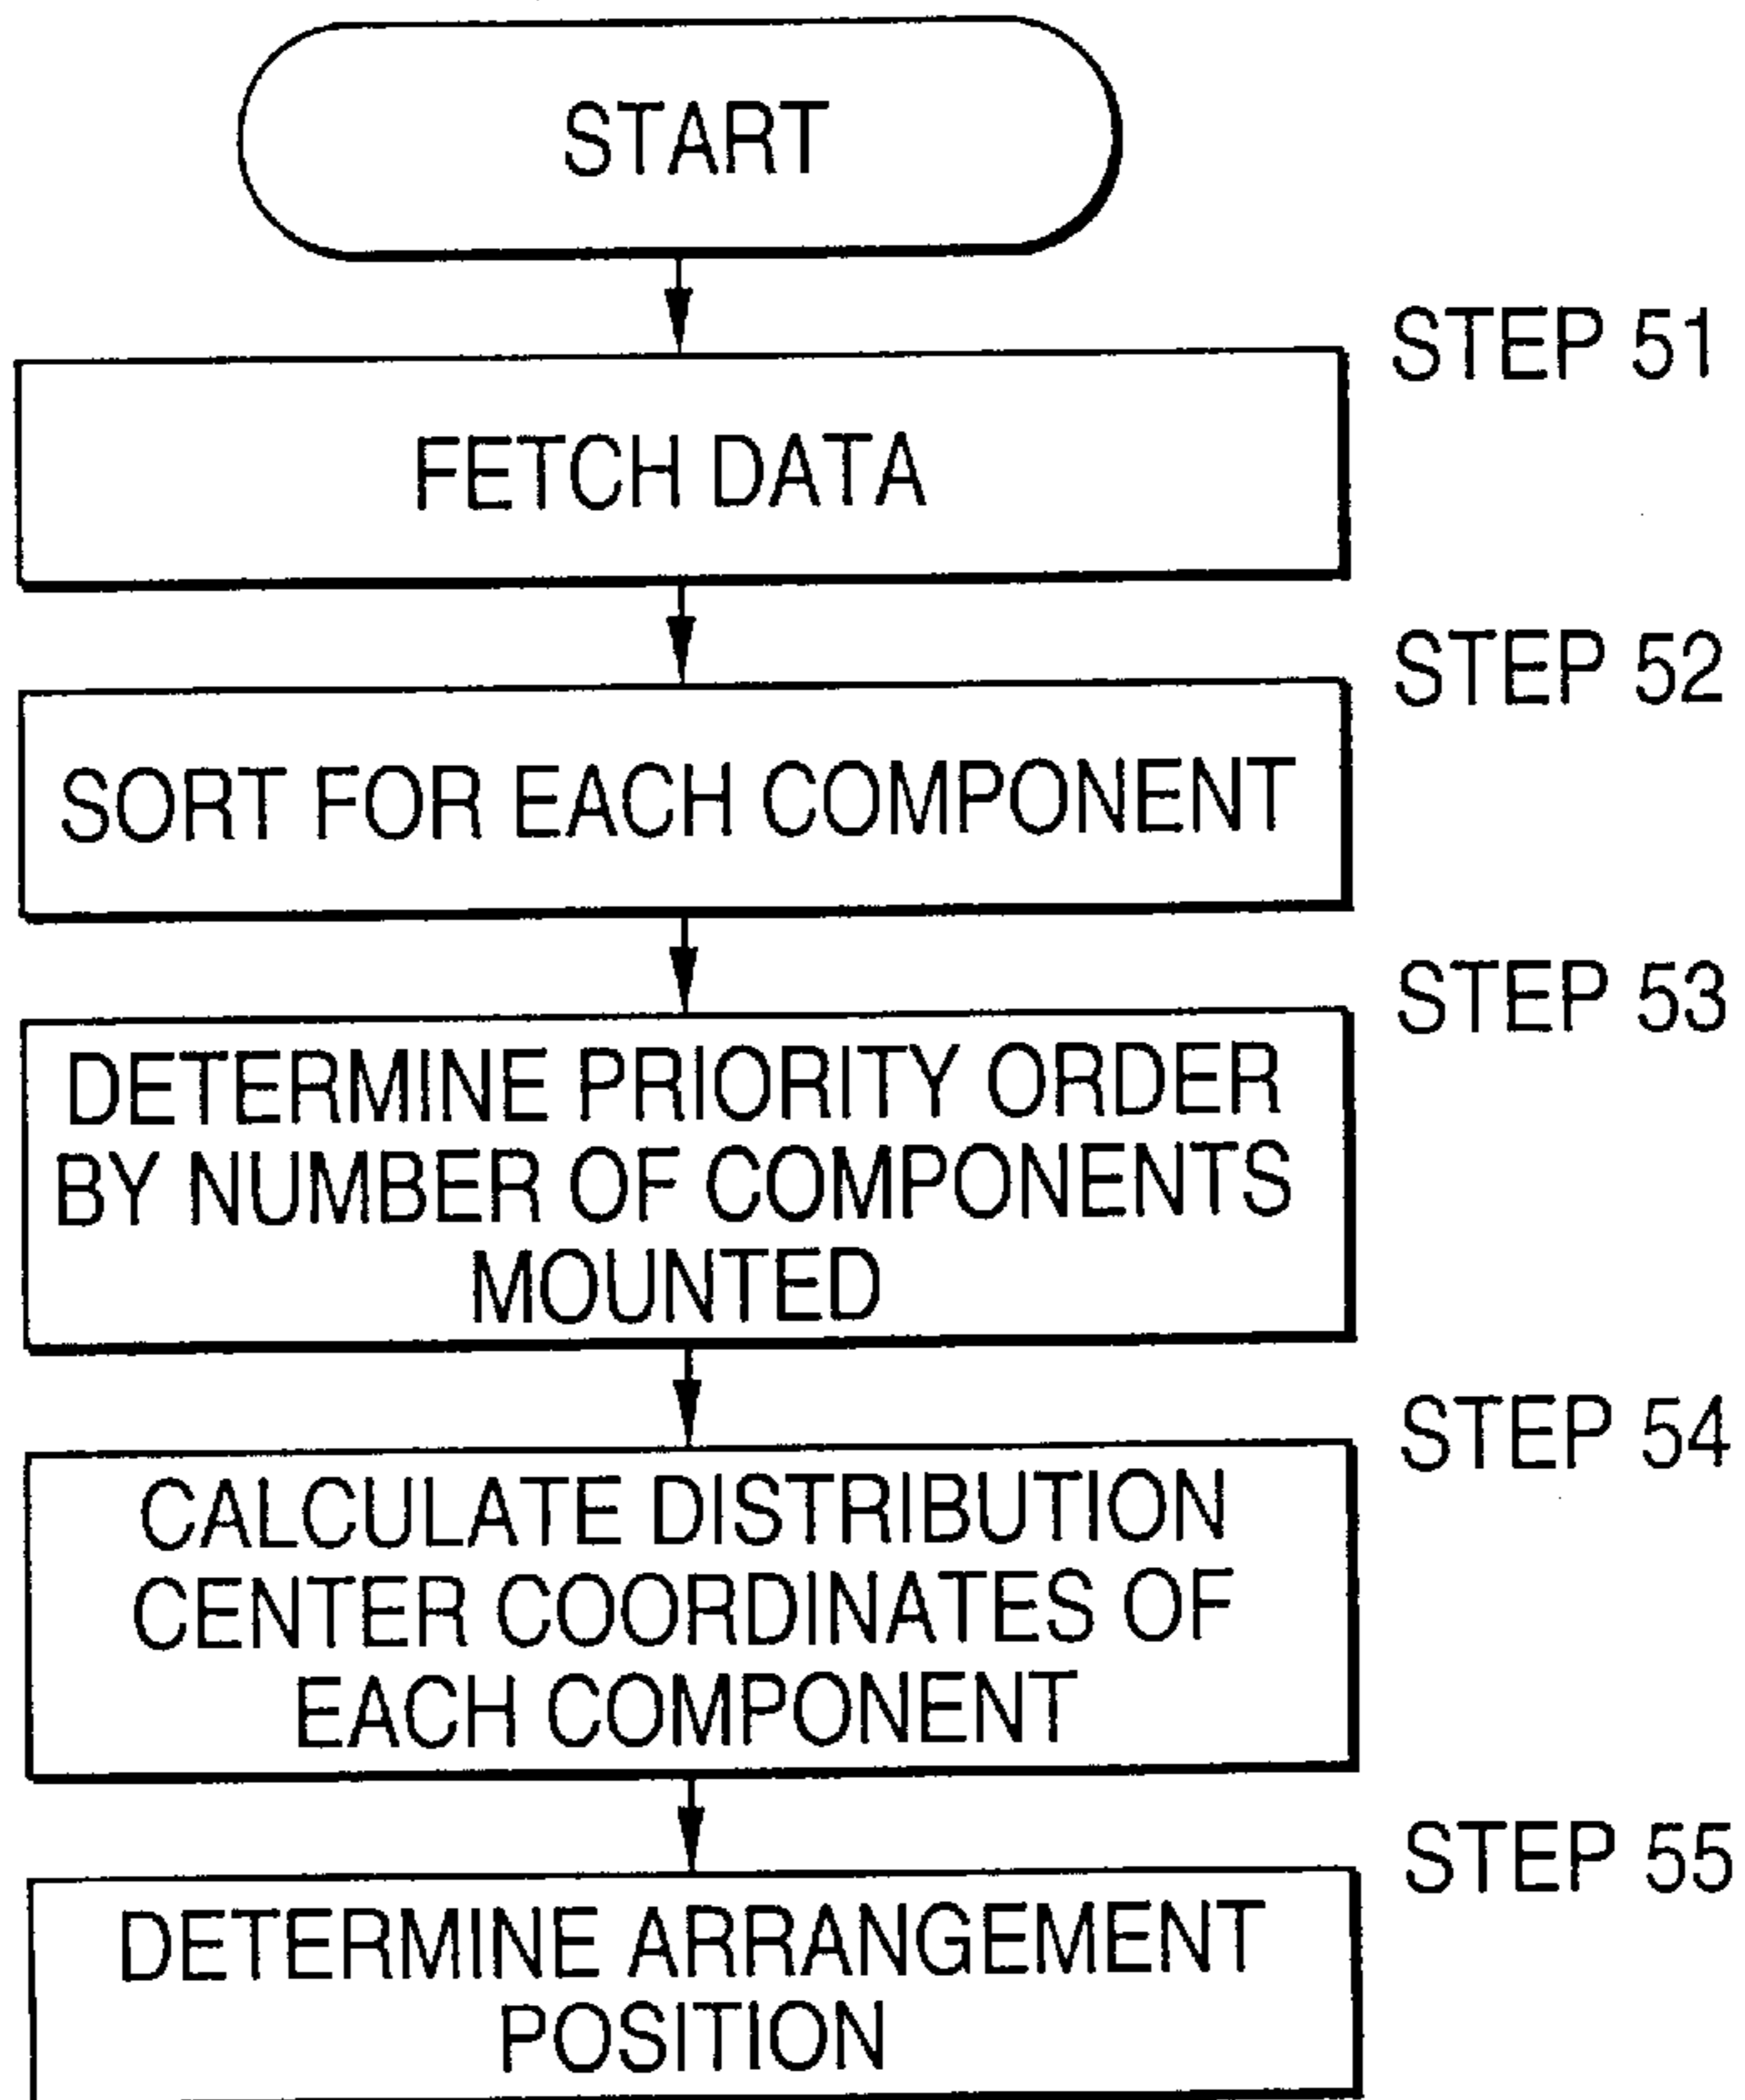 START
STEP 51
FETCH DATA
STEP 52
SORT FOR EACH COMPONENT
STEP 53
DETERMINE PRIORITY ORDER
BY NUMBER OF COMPONENTS
MOUNTED
STEP 54
CALCULATE DISTRIBUTION
CENTER COORDINATES OF
EACH COMPONENT
STEP 55
DETERMINE ARRANGEMENT
POSITION